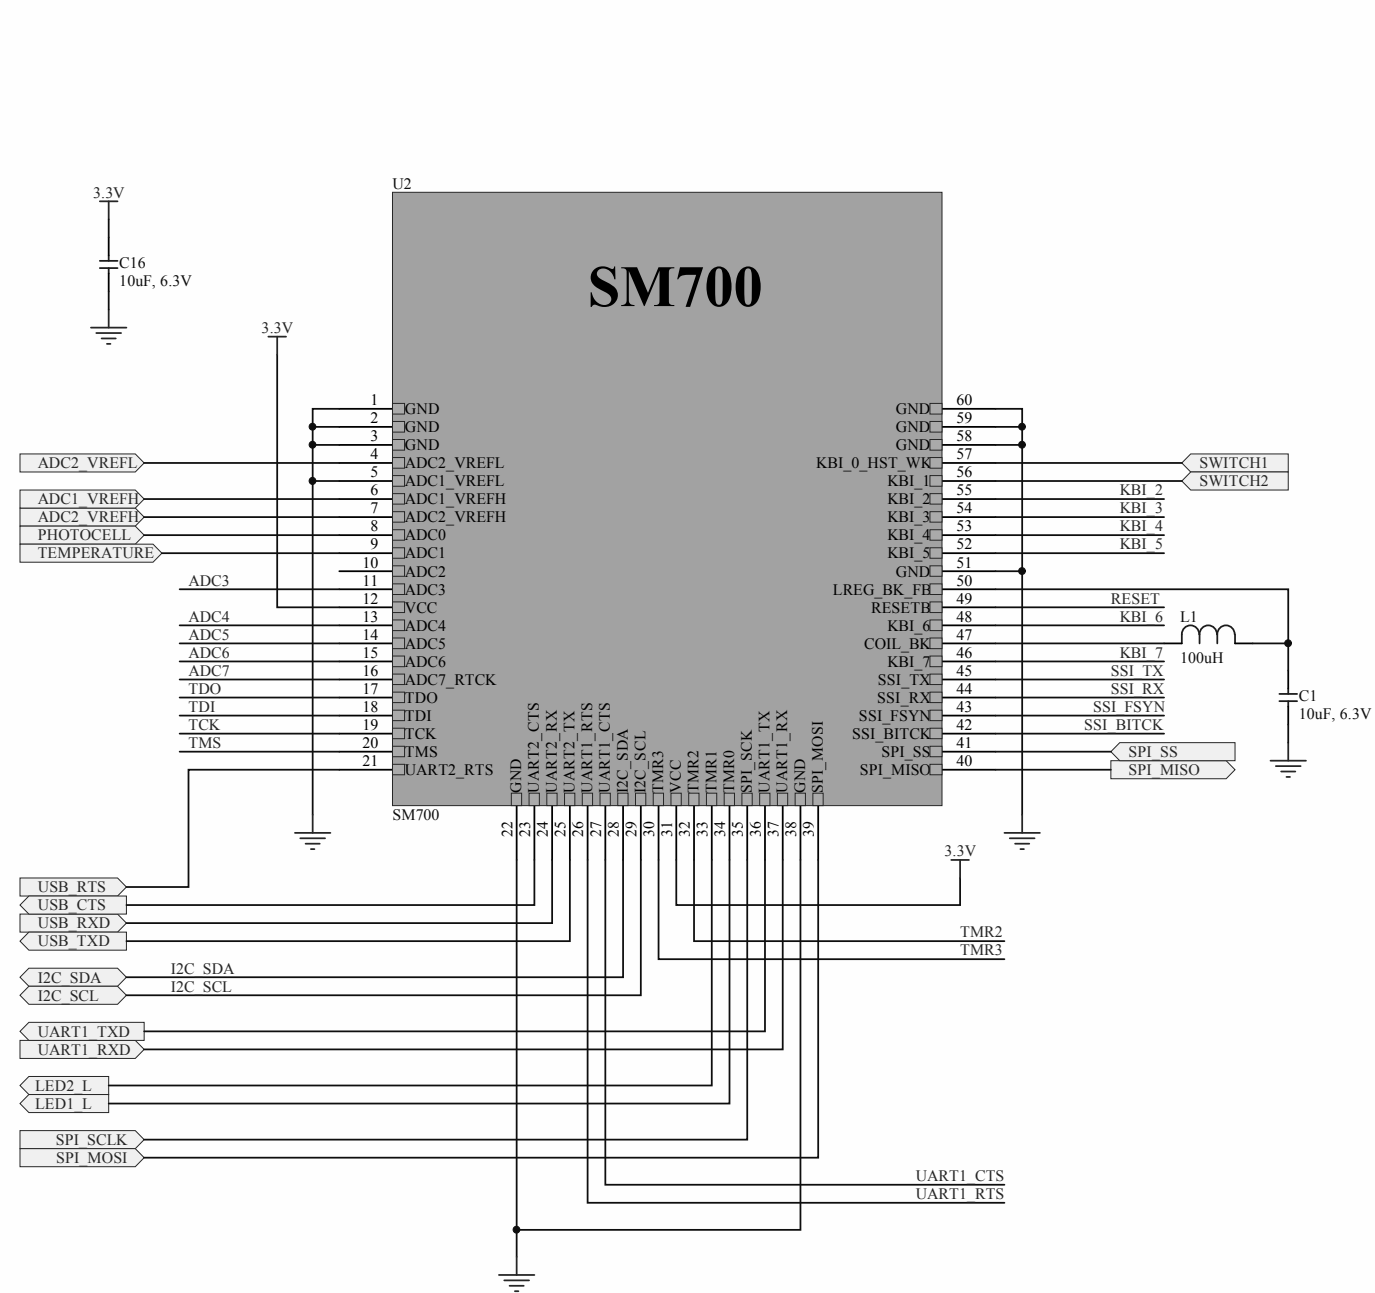 U2
3.3V
SM700
C16
10uF, 6.3V
3.3V
1 GND
2 GND
3 GND
ADC2_VREFL 4 ADC2_VREFL
5 ADC1_VREFL
ADC1_VREFH 6 ADC1_VREFH
ADC2_VREFH 7 ADC2_VREFH
PHOTOCELL 8 ADC0
TEMPERATURE 9 ADC1
10 ADC2
ADC3 11 ADC3
12 VCC
ADC4 13 ADC4
ADC5 14 ADC5
ADC6 15 ADC6
ADC7 16 ADC7_RTCK
TDO 17 TDO
TDI 18 TDI
TCK 19 TCK
TMS 20 TMS
21 UART2_RTS
GND 60
GND 59
GND 58
KBI_0_HST_WK 57 SWITCH1
KBI_1 56 SWITCH2
KBI_2 55 KBI_2
KBI_3 54 KBI_3
KBI_4 53 KBI_4
KBI_5 52 KBI_5
GND 51
LREG_BK_FB 50
RESETB 49 RESET
KBI_6 48 KBI_6
COIL_BK 47
L1
100uH
KBI_7 46 KBI_7
SSI_TX 45 SSI_TX
SSI_RX 44 SSI_RX
SSI_FSYN 43 SSI_FSYN
SSI_BITCK 42 SSI_BITCK
SPI_SS 41 SPI_SS
SPI_MISO 40 SPI_MISO
C1
10uF, 6.3V
GND 22
UART2_CTS 23
UART2_RX 24
UART2_TX 25
UART1_RTS 26
UART1_CTS 27
I2C_SDA 28
I2C_SCL 29
TMR3 30
VCC 31
TMR2 32
TMR1 33
TMR0 34
SPI_SCK 35
UART1_TX 36
UART1_RX 37
GND 38
SPI_MOSI 39
SM700
3.3V
USB_RTS
USB_CTS
USB_RXD
USB_TXD
TMR2
TMR3
I2C_SDA I2C_SDA
I2C_SCL I2C_SCL
UART1_TXD
UART1_RXD
LED2_L
LED1_L
SPI_SCLK
SPI_MOSI
UART1_CTS
UART1_RTS